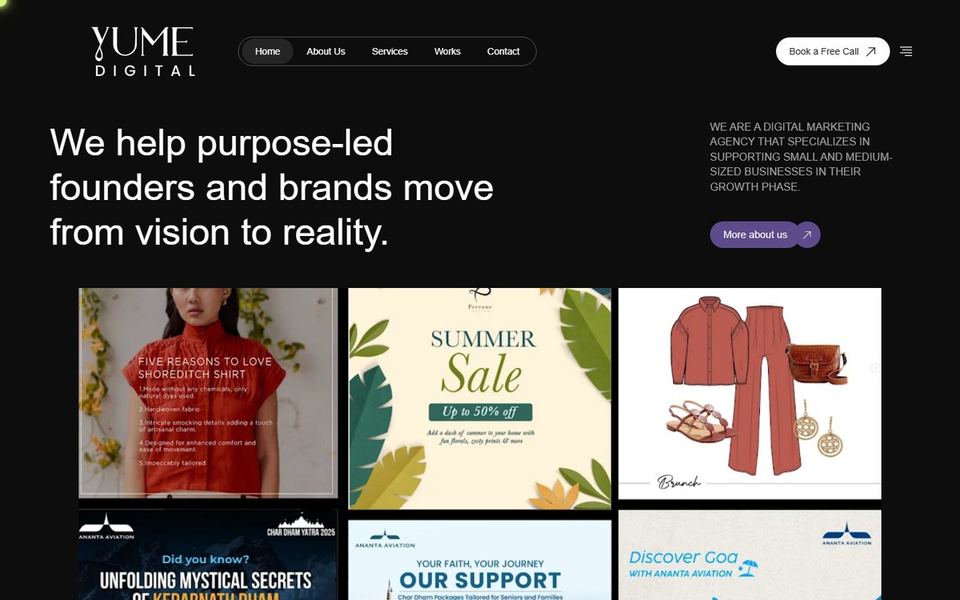 YUME
DIGITAL
Home
About Us
Services
Works
Contact
Book a Free Call
We help purpose-led
founders and brands move
from vision to reality.
WE ARE A DIGITAL MARKETING
AGENCY THAT SPECIALIZES IN
SUPPORTING SMALL AND MEDIUM-
SIZED BUSINESSES IN THEIR
GROWTH PHASE.
More about us
FIVE REASONS TO LOVE
SHOREDITCH SHIRT
1.Made without any chemicals, only
natural dyes used.
2.Handwoven fabric
3.Intricate smocking details adding a touch
of artisanal charm.
4.Designed for enhanced comfort and
ease of movement.
5.Impeccably tailored
SUMMER
Sale
Up to 50% off
Add a dash of summer to your home with
fun florals, zesty prints & more
Brunch
ANANTA AVIATION
CHAR DHAM YATRA 2025
Did you know?
UNFOLDING MYSTICAL SECRETS
OF KEDARNATH DHAM
ANANTA AVIATION
YOUR FAITH, YOUR JOURNEY
OUR SUPPORT
Char Dham Packages Tailored for Seniors and Families
ANANTA AVIATION
Discover Goa
WITH ANANTA AVIATION